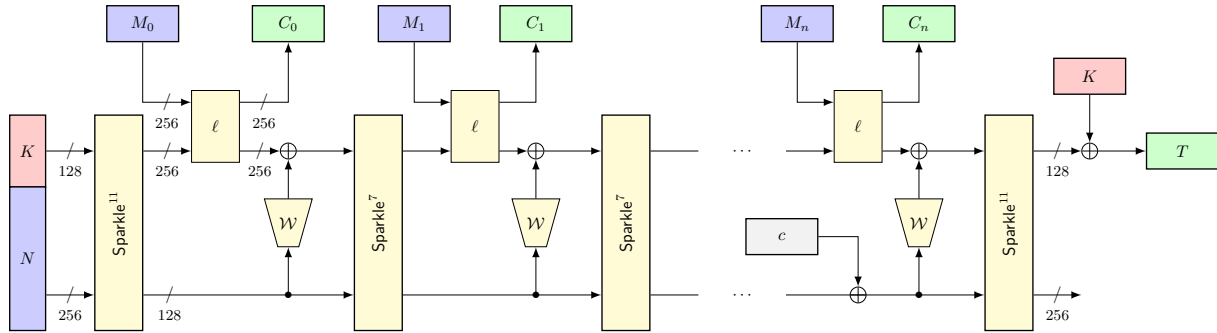 M₀ C₀ M₁ C₁ Mₙ Cₙ
K
ℓ ℓ ℓ
256 256
K 128 256 256 ⊕ ⊕ ··· ⊕ 128 ⊕ T
Sparkle¹¹ Sparkle⁷ Sparkle⁷ Sparkle¹¹
N 𝒲 𝒲 c 𝒲
256 128 ··· ⊕ 256